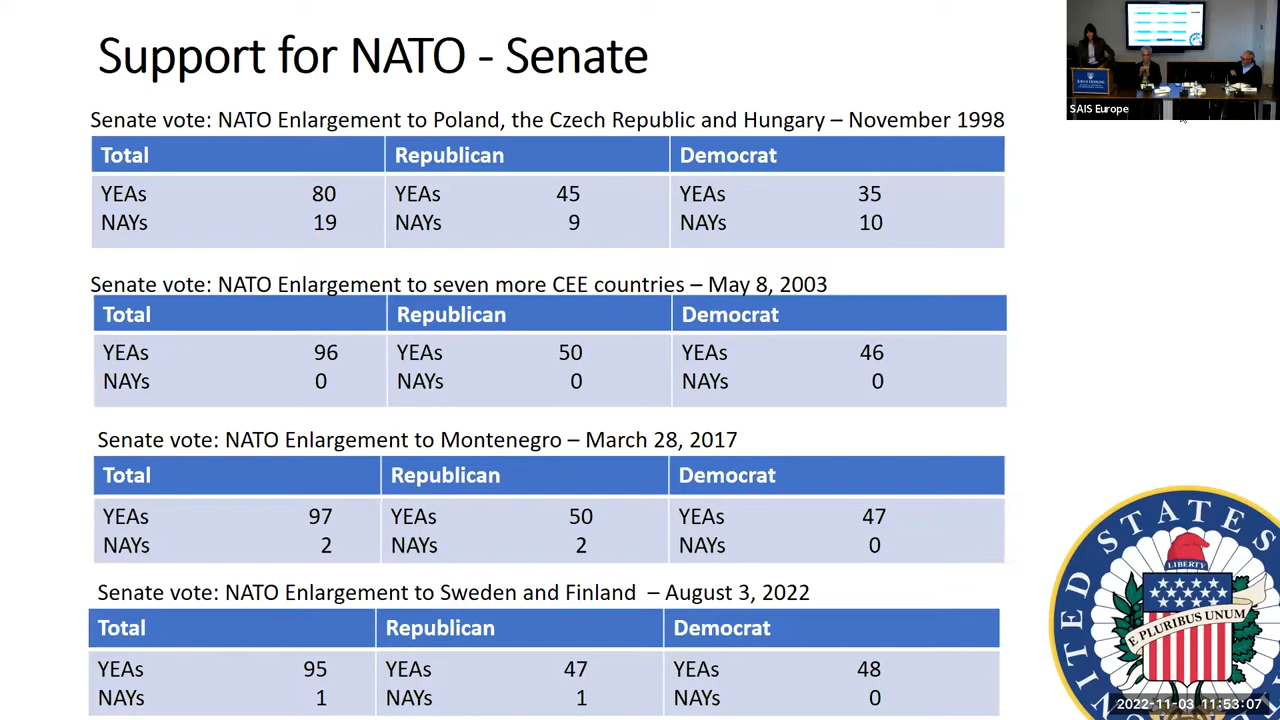 Support for NATO - Senate
SAIS Europe
Senate vote: NATO Enlargement to Poland, the Czech Republic and Hungary – November 1998
Total Republican Democrat
YEAs 80 YEAs 45 YEAs 35
NAYs 19 NAYs 9 NAYs 10
Senate vote: NATO Enlargement to seven more CEE countries – May 8, 2003
Total Republican Democrat
YEAs 96 YEAs 50 YEAs 46
NAYs 0 NAYs 0 NAYs 0
Senate vote: NATO Enlargement to Montenegro – March 28, 2017
Total Republican Democrat
YEAs 97 YEAs 50 YEAs 47
NAYs 2 NAYs 2 NAYs 0
Senate vote: NATO Enlargement to Sweden and Finland – August 3, 2022
Total Republican Democrat
YEAs 95 YEAs 47 YEAs 48
NAYs 1 NAYs 1 NAYs 0
UNITED STATES
LIBERTY
E PLURIBUS UNUM
2022-11-03 11:53:07